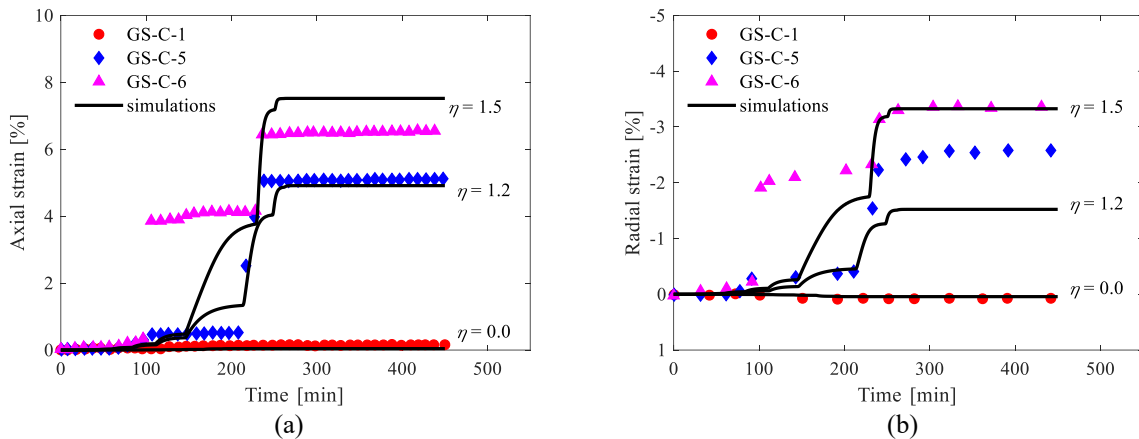 GS-C-1
GS-C-5
GS-C-6
simulations
η = 1.5
η = 1.2
η = 0.0
Axial strain [%]
8
6
4
2
0
0 100 200 300 400 500
Time [min]
(a)
GS-C-1
GS-C-5
GS-C-6
simulations
η = 1.5
η = 1.2
η = 0.0
Radial strain [%]
-5
-4
-3
-2
-1
0
1
0 100 200 300 400 500
Time [min]
(b)